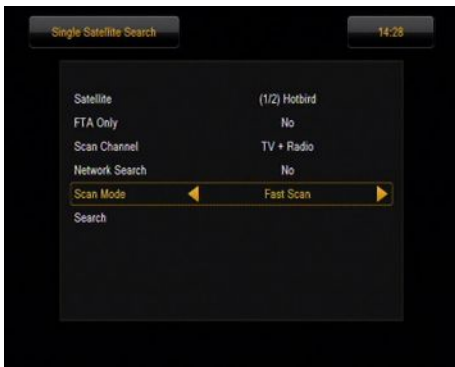 Single Satellite Search 14:28
Satellite (1/2) Hotbird
FTA Only No
Scan Channel TV + Radio
Network Search No
Scan Mode Fast Scan
Search